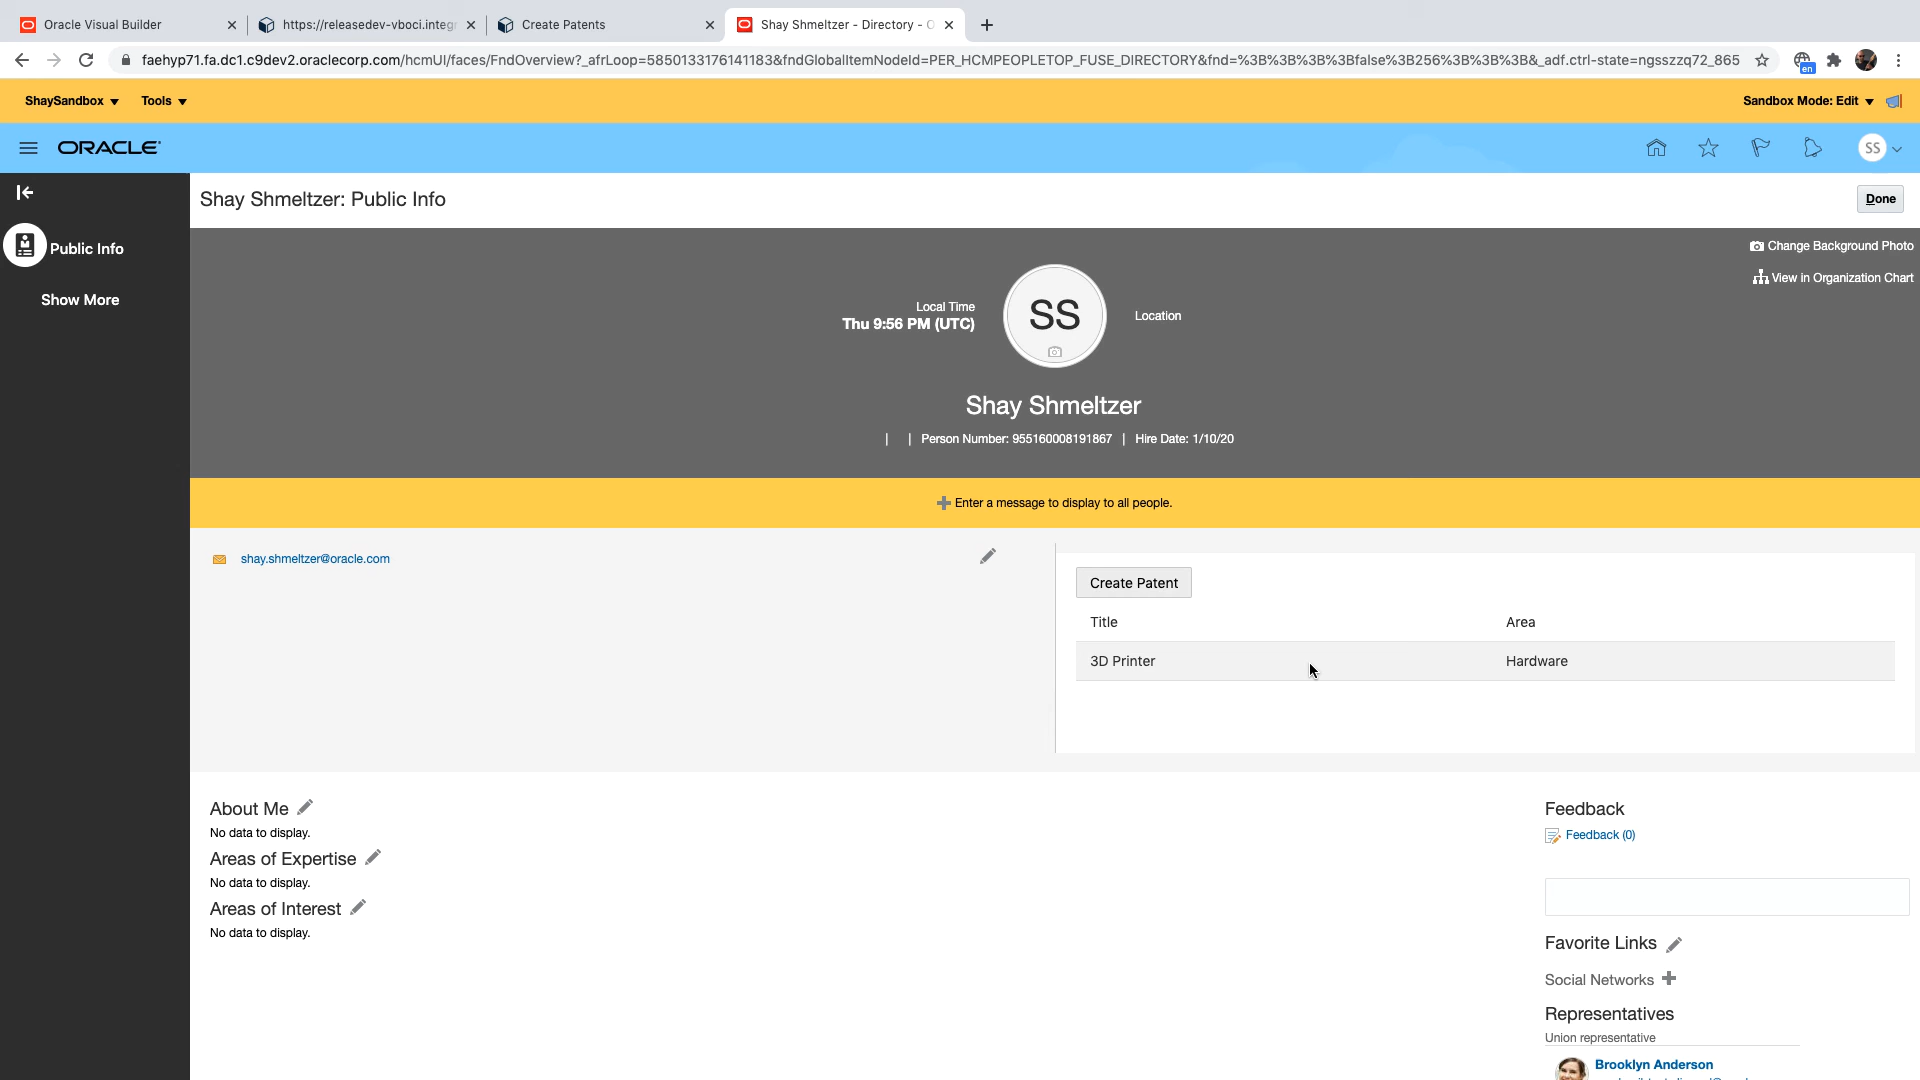 Oracle Visual Builder
https://releasedev-vboci.integr
Create Patents
Shay Shmeltzer - Directory - O
faehyp71.fa.dc1.c9dev2.oraclecorp.com/hcmUI/faces/FndOverview?_afrLoop=58501331761411​83&fndGlobalItemNodeId=PER_HCMPEOPLETOP_FUSE_DIRECTORY&fnd=%3B%3B%3B%3Bfalse%3B256%3B%3B%3B&_adf.ctrl-state=ngsszzq72_865
en
ShaySandbox
Tools
Sandbox Mode: Edit
ORACLE
SS
Shay Shmeltzer: Public Info
Done
Public Info
Show More
Change Background Photo
View in Organization Chart
Local Time
Thu 9:56 PM (UTC)
SS
Location
Shay Shmeltzer
| | Person Number: 955160008191867 | Hire Date: 1/10/20
Enter a message to display to all people.
shay.shmeltzer@oracle.com
Create Patent
Title Area
3D Printer Hardware
About Me
No data to display.
Areas of Expertise
No data to display.
Areas of Interest
No data to display.
Feedback
Feedback (0)
Favorite Links
Social Networks
Representatives
Union representative
Brooklyn Anderson